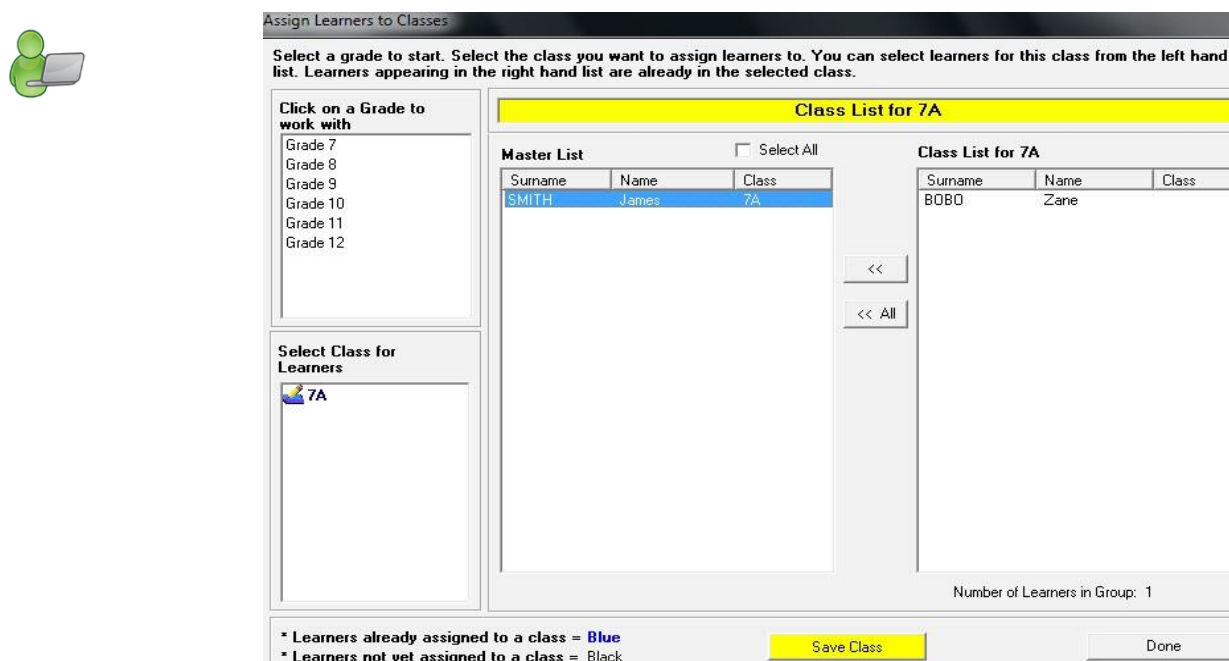 Assign Learners to Classes
Select a grade to start. Select the class you want to assign learners to. You can select learners for this class from the left hand
list. Learners appearing in the right hand list are already in the selected class.
Click on a Grade to
work with
Grade 7
Grade 8
Grade 9
Grade 10
Grade 11
Grade 12
Select Class for
Learners
7A
Class List for 7A
Master List
Select All
Surname Name Class
SMITH James 7A
<<
<< All
Class List for 7A
Surname Name Class
BOBO Zane
Number of Learners in Group: 1
* Learners already assigned to a class = Blue
* Learners not yet assigned to a class = Black
Save Class
Done